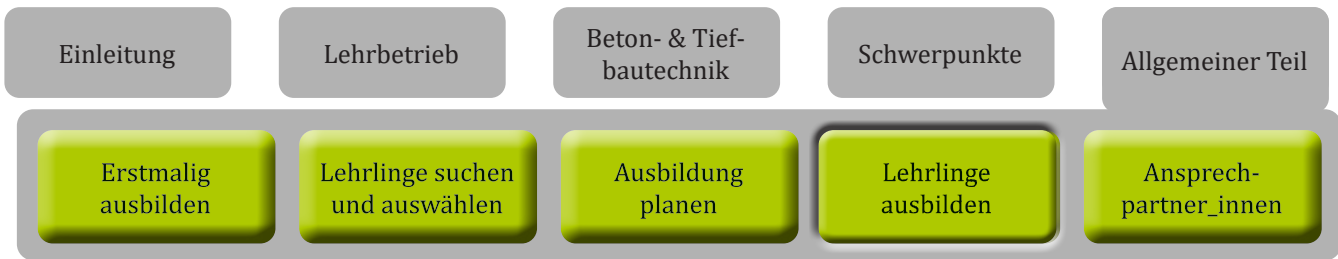 Einleitung
Lehrbetrieb
Beton- & Tief-
bautechnik
Schwerpunkte
Allgemeiner Teil
Erstmalig
ausbilden
Lehrlinge suchen
und auswählen
Ausbildung
planen
Lehrlinge
ausbilden
Ansprech-
partner_innen